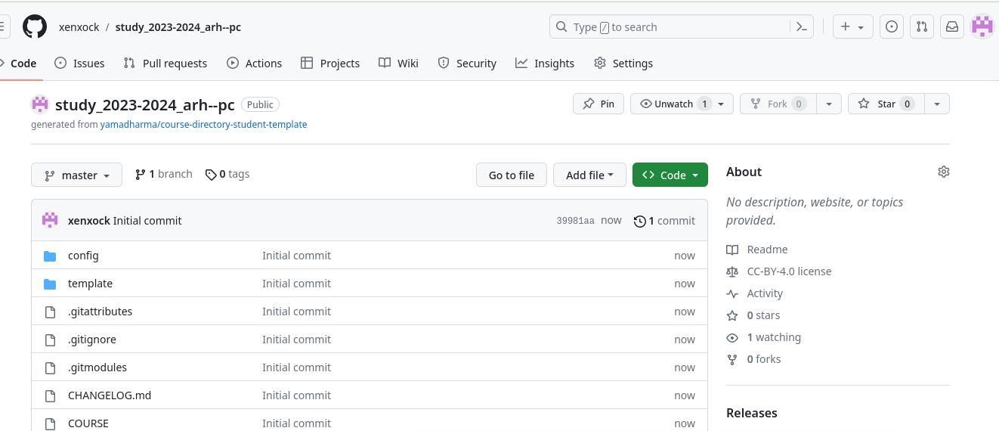 xenxock / study_2023-2024_arh--pc Type / to search
Code Issues Pull requests Actions Projects Wiki Security Insights Settings
study_2023-2024_arh--pc Public Pin Unwatch 1 Fork 0 Star 0
generated from yamadharma/course-directory-student-template
master 1 branch 0 tags Go to file Add file Code
About
No description, website, or topics
provided.
xenxock Initial commit 39981aa now 1 commit
config Initial commit now
template Initial commit now
.gitattributes Initial commit now
.gitignore Initial commit now
.gitmodules Initial commit now
CHANGELOG.md Initial commit now
COURSE Initial commit now
Readme
CC-BY-4.0 license
Activity
0 stars
1 watching
0 forks
Releases